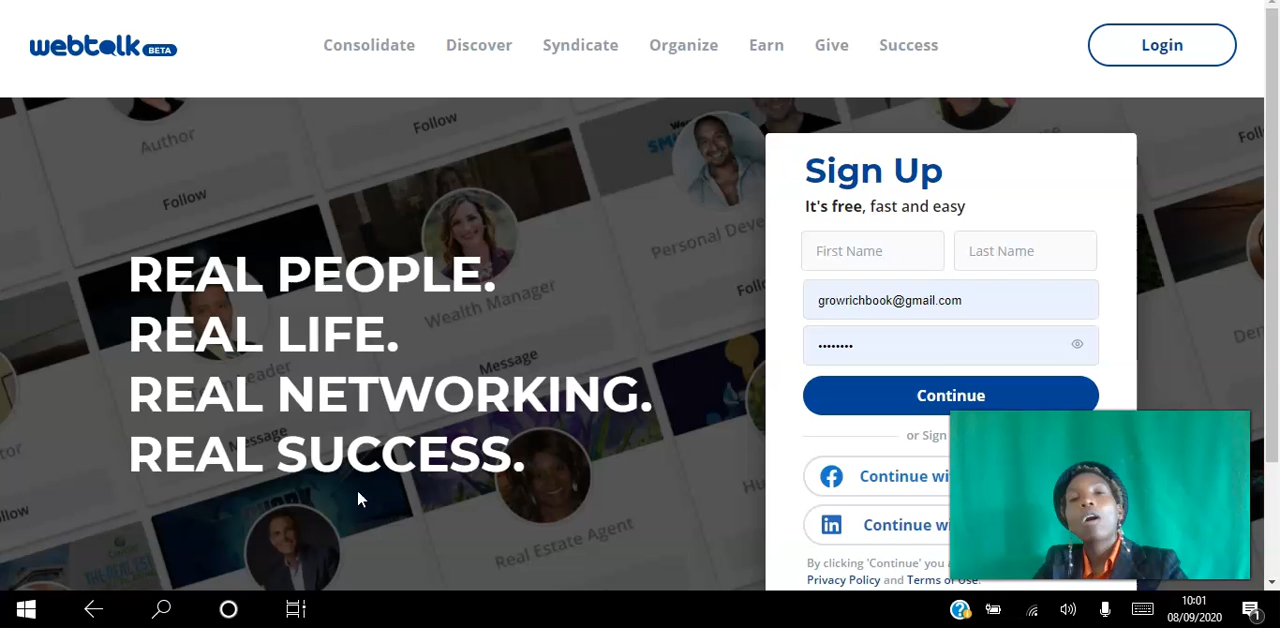 webtalk BETA
Consolidate
Discover
Syndicate
Organize
Earn
Give
Success
Login
Author
Follow
Follow
Follow
Personal
Wealth Manager
Message
Leader
Message
Real Estate Agent
REAL PEOPLE.
REAL LIFE.
REAL NETWORKING.
REAL SUCCESS.
Sign Up
It's free, fast and easy
First Name
Last Name
growrichbook@gmail.com
••••••••
Continue
or Sign
Continue wi
Continue wi
By clicking 'Continue' you a
Privacy Policy and Terms of Use.
10:01
08/09/2020